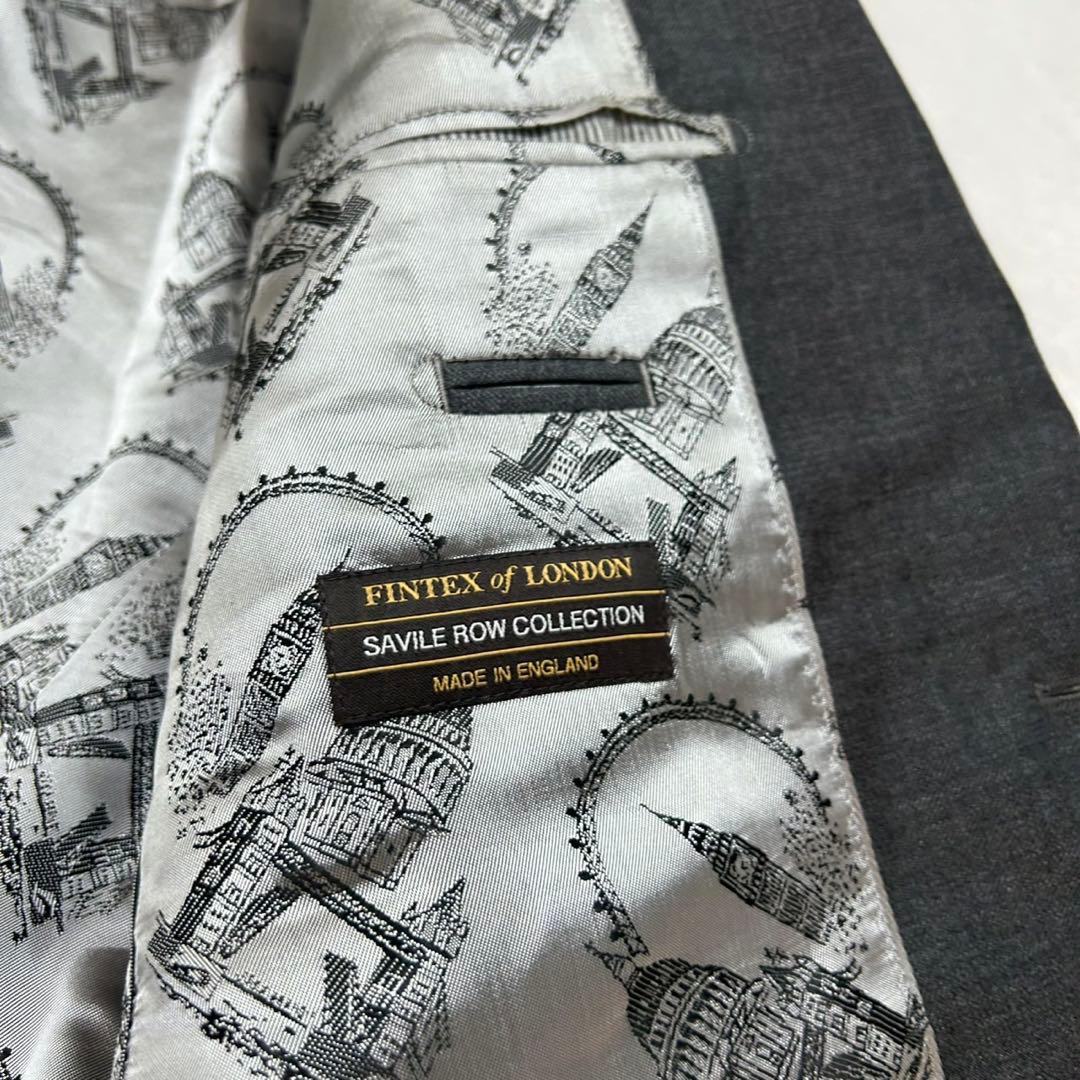 FINTEX of LONDON
SAVILE ROW COLLECTION
MADE IN ENGLAND